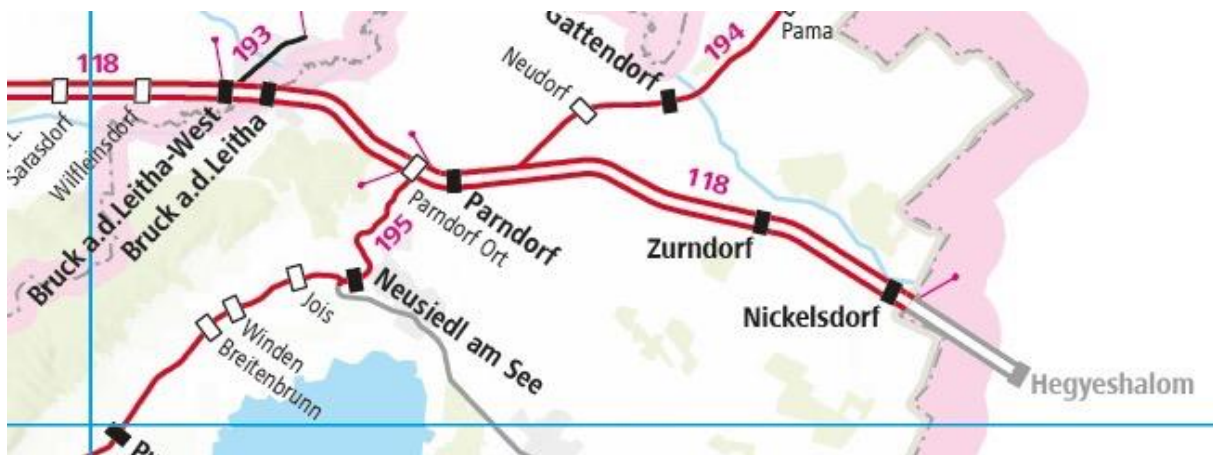 Gattendorf
194
Pama
193
118
Neudorf
Sarasdorf
Wilfleinsdorf
Bruck a.d.Leitha-West
Bruck a.d.Leitha
118
Parndorf
Parndorf Ort
195
Zurndorf
Neusiedl am See
Jois
Nickelsdorf
Winden
Breitenbrunn
Hegyeshalom